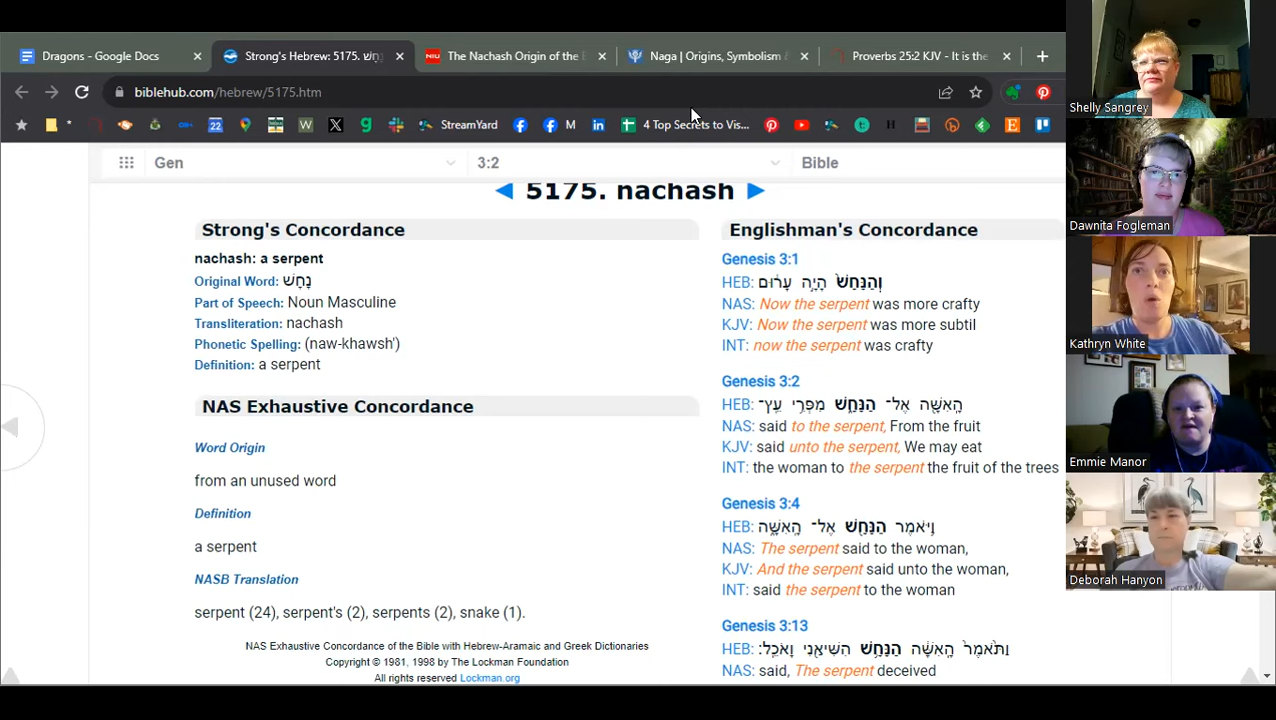 Dragons - Google Docs
Strong's Hebrew: 5175. נָחָשׁ
The Nachash Origin of the
Naga | Origins, Symbolism
Proverbs 25:2 KJV - It is the
biblehub.com/hebrew/5175.htm
22
StreamYard
M
4 Top Secrets to Vis...
Gen
3:2
Bible
5175. nachash
Strong's Concordance
nachash: a serpent
Original Word: נָחָשׁ
Part of Speech: Noun Masculine
Transliteration: nachash
Phonetic Spelling: (naw-khawsh')
Definition: a serpent
NAS Exhaustive Concordance
Word Origin
from an unused word
Definition
a serpent
NASB Translation
serpent (24), serpent's (2), serpents (2), snake (1).
NAS Exhaustive Concordance of the Bible with Hebrew-Aramaic and Greek Dictionaries
Copyright © 1981, 1998 by The Lockman Foundation
All rights reserved Lockman.org
Englishman's Concordance
Genesis 3:1
HEB: וְהַנָּחָשׁ֙ הָיָ֣ה עָר֔וּם
NAS: Now the serpent was more crafty
KJV: Now the serpent was more subtil
INT: now the serpent was crafty
Genesis 3:2
HEB: הָֽאִשָּׁ֖ה אֶל־ הַנָּחָ֑שׁ מִפְּרִ֥י עֵֽץ־
NAS: said to the serpent, From the fruit
KJV: said unto the serpent, We may eat
INT: the woman to the serpent the fruit of the trees
Genesis 3:4
HEB: וַיֹּ֥אמֶר הַנָּחָ֖שׁ אֶל־ הָֽאִשָּׁ֑ה
NAS: The serpent said to the woman,
KJV: And the serpent said unto the woman,
INT: said the serpent to the woman
Genesis 3:13
HEB: וַתֹּ֙אמֶר֙ הָֽאִשָּׁ֔ה הַנָּחָ֥שׁ הִשִּׁיאַ֖נִי וָאֹכֵֽל׃
NAS: said, The serpent deceived
Shelly Sangrey
Dawnita Fogleman
Kathryn White
Emmie Manor
Deborah Hanyon